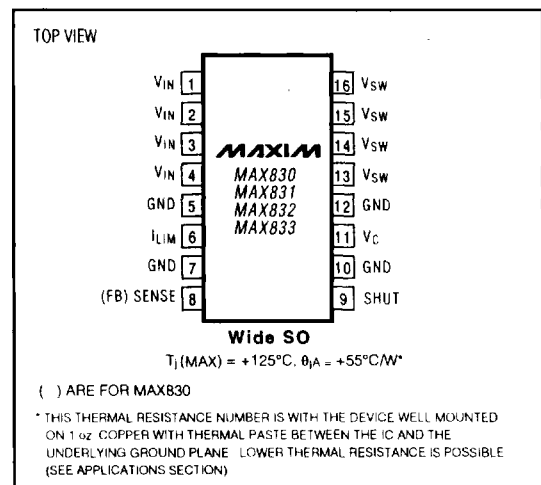 TOP VIEW
VIN 1 16 VSW
VIN 2 15 VSW
VIN 3 14 VSW
VIN 4 13 VSW
GND 5 12 GND
ILIM 6 11 VC
GND 7 10 GND
(FB) SENSE 8 9 SHUT
MAXIM
MAX830
MAX831
MAX832
MAX833
Wide SO
Tj (MAX) = +125°C, θjA = +55°C/W*
( ) ARE FOR MAX830
* THIS THERMAL RESISTANCE NUMBER IS WITH THE DEVICE WELL MOUNTED
ON 1 oz COPPER WITH THERMAL PASTE BETWEEN THE IC AND THE
UNDERLYING GROUND PLANE LOWER THERMAL RESISTANCE IS POSSIBLE
(SEE APPLICATIONS SECTION)